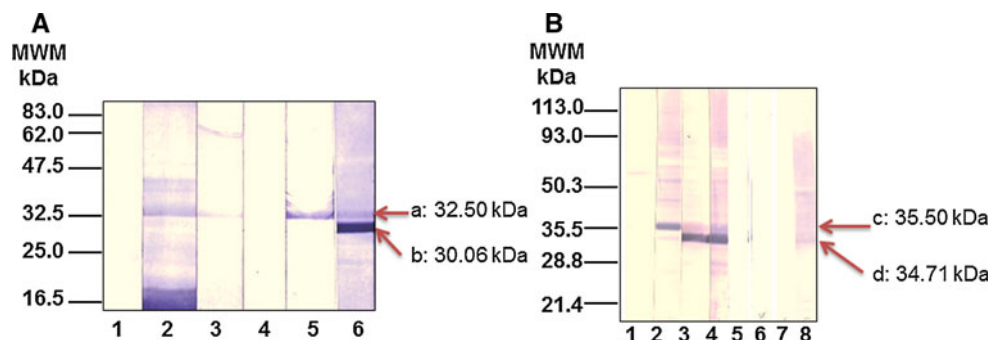 A
MWM
kDa
83.0
62.0
47.5
32.5
25.0
16.5
1 2 3 4 5 6
a: 32.50 kDa
b: 30.06 kDa
B
MWM
kDa
113.0
93.0
50.3
35.5
28.8
21.4
1 2 3 4 5 6 7 8
c: 35.50 kDa
d: 34.71 kDa